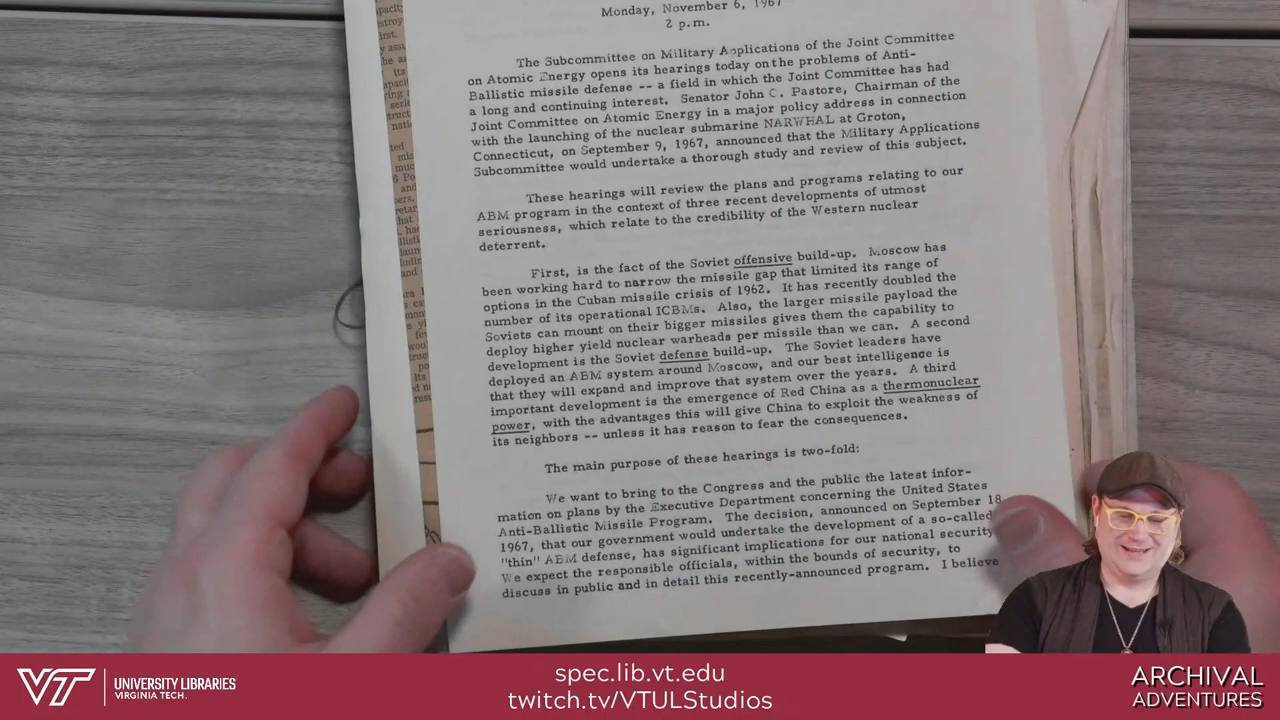 Monday, November 6, 1967
2 p.m.
The Subcommittee on Military Applications of the Joint Committee
on Atomic Energy opens its hearings today on the problems of Anti-
Ballistic missile defense -- a field in which the Joint Committee has had
a long and continuing interest. Senator John C. Pastore, Chairman of the
Joint Committee on Atomic Energy in a major policy address in connection
with the launching of the nuclear submarine NARWHAL at Groton,
Connecticut, on September 9, 1967, announced that the Military Applications
Subcommittee would undertake a thorough study and review of this subject.
These hearings will review the plans and programs relating to our
ABM program in the context of three recent developments of utmost
seriousness, which relate to the credibility of the Western nuclear
deterrent.
First, is the fact of the Soviet offensive build-up. Moscow has
been working hard to narrow the missile gap that limited its range of
options in the Cuban missile crisis of 1962. It has recently doubled the
number of its operational ICBMs. Also, the larger missile payload the
Soviets can mount on their bigger missiles gives them the capability to
deploy higher yield nuclear warheads per missile than we can. A second
development is the Soviet defense build-up. The Soviet leaders have
deployed an ABM system around Moscow, and our best intelligence is
that they will expand and improve that system over the years. A third
important development is the emergence of Red China as a thermonuclear
power, with the advantages this will give China to exploit the weakness of
its neighbors -- unless it has reason to fear the consequences.
The main purpose of these hearings is two-fold:
We want to bring to the Congress and the public the latest infor-
mation on plans by the Executive Department concerning the United States
Anti-Ballistic Missile Program. The decision, announced on September 18
1967, that our government would undertake the development of a so-called
"thin" ABM defense, has significant implications for our national security
We expect the responsible officials, within the bounds of security, to
discuss in public and in detail this recently-announced program. I believe
VT
UNIVERSITY LIBRARIES
VIRGINIA TECH.
spec.lib.vt.edu
twitch.tv/VTULStudios
ARCHIVAL
ADVENTURES